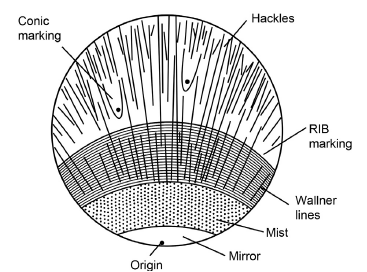 Conic
marking
Hackles
RIB
marking
Wallner
lines
Mist
Mirror
Origin